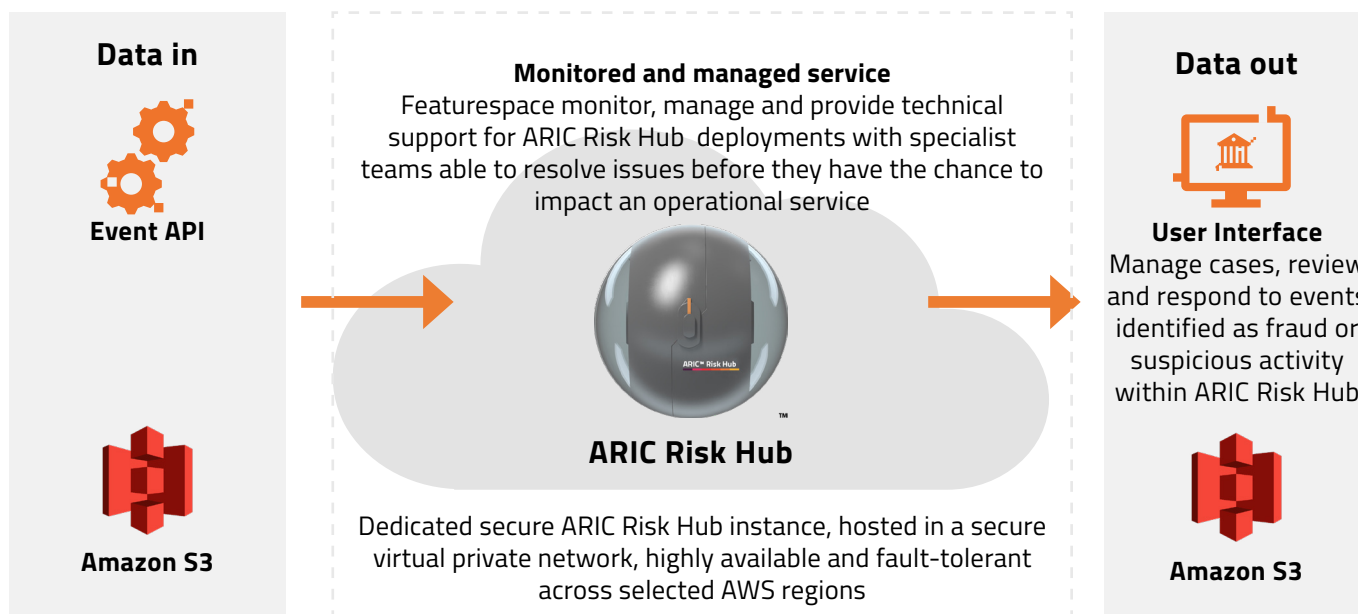 Data in
Event API
Amazon S3
Monitored and managed service
Featurespace monitor, manage and provide technical
support for ARIC Risk Hub deployments with specialist
teams able to resolve issues before they have the chance to
impact an operational service
ARIC™ Risk Hub
™
ARIC Risk Hub
Dedicated secure ARIC Risk Hub instance, hosted in a secure
virtual private network, highly available and fault-tolerant
across selected AWS regions
Data out
User Interface
Manage cases, review
and respond to events
identified as fraud or
suspicious activity
within ARIC Risk Hub
Amazon S3